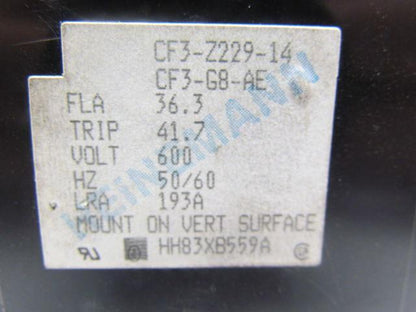 CF3-Z229-14
CF3-G8-AE
FLA 36.3
TRIP 41.7
VOLT 600
HZ 50/60
LRA 193A
MOUNT ON VERT SURFACE
HH83XB559A
HEINZMANN